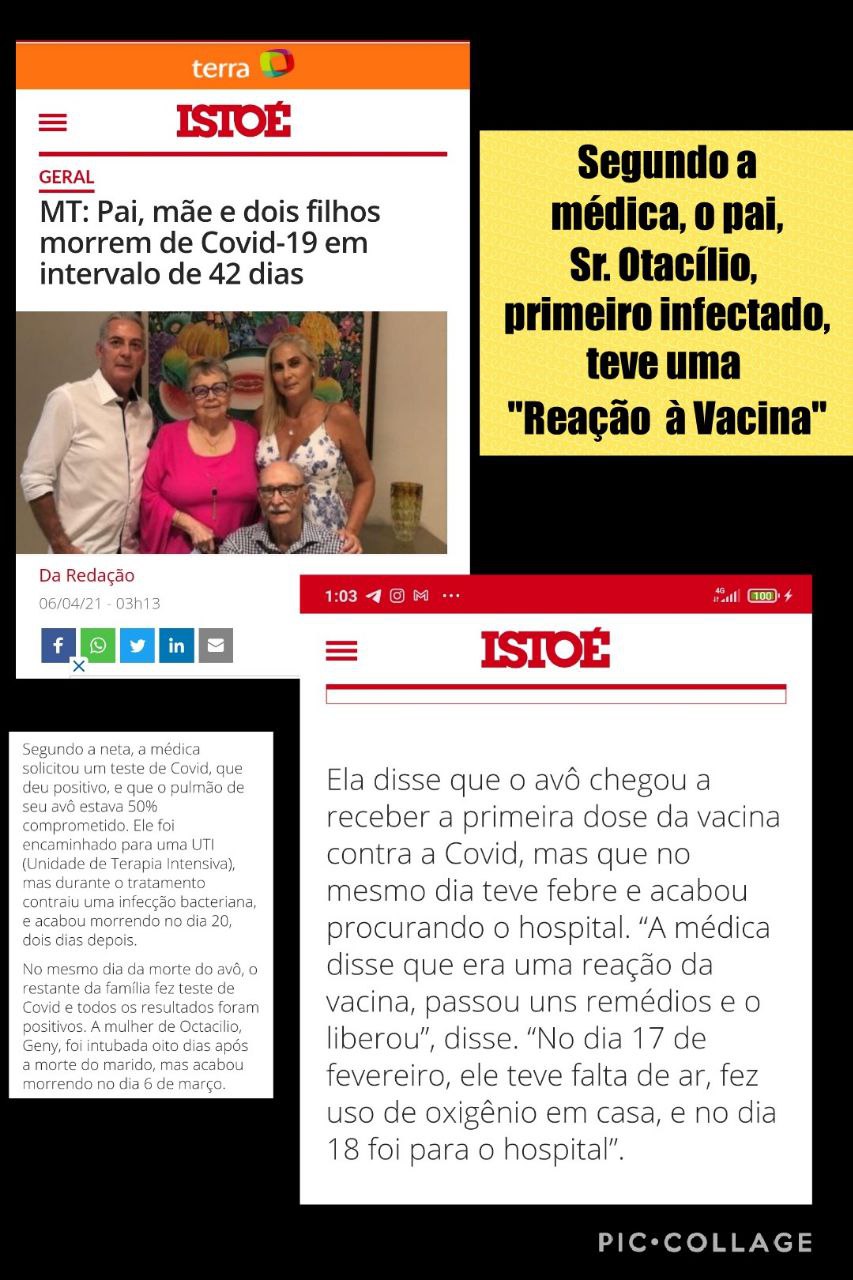 terra
ISTOÉ
GERAL
MT: Pai, mãe e dois filhos
morrem de Covid-19 em
intervalo de 42 dias
Da Redação
06/04/21 - 03h13
Segundo a
médica, o pai,
Sr. Otacílio,
primeiro infectado,
teve uma
"Reação à Vacina"
Segundo a neta, a médica
solicitou um teste de Covid, que
deu positivo, e que o pulmão de
seu avô estava 50%
comprometido. Ele foi
encaminhado para uma UTI
(Unidade de Terapia Intensiva),
mas durante o tratamento
contraiu uma infecção bacteriana,
e acabou morrendo no dia 20,
dois dias depois.
No mesmo dia da morte do avô, o
restante da família fez teste de
Covid e todos os resultados foram
positivos. A mulher de Octacilio,
Geny, foi intubada oito dias após
a morte do marido, mas acabou
morrendo no dia 6 de março.
1:03 4G 100
ISTOÉ
Ela disse que o avô chegou a
receber a primeira dose da vacina
contra a Covid, mas que no
mesmo dia teve febre e acabou
procurando o hospital. “A médica
disse que era uma reação da
vacina, passou uns remédios e o
liberou”, disse. “No dia 17 de
fevereiro, ele teve falta de ar, fez
uso de oxigênio em casa, e no dia
18 foi para o hospital”.
PIC•COLLAGE